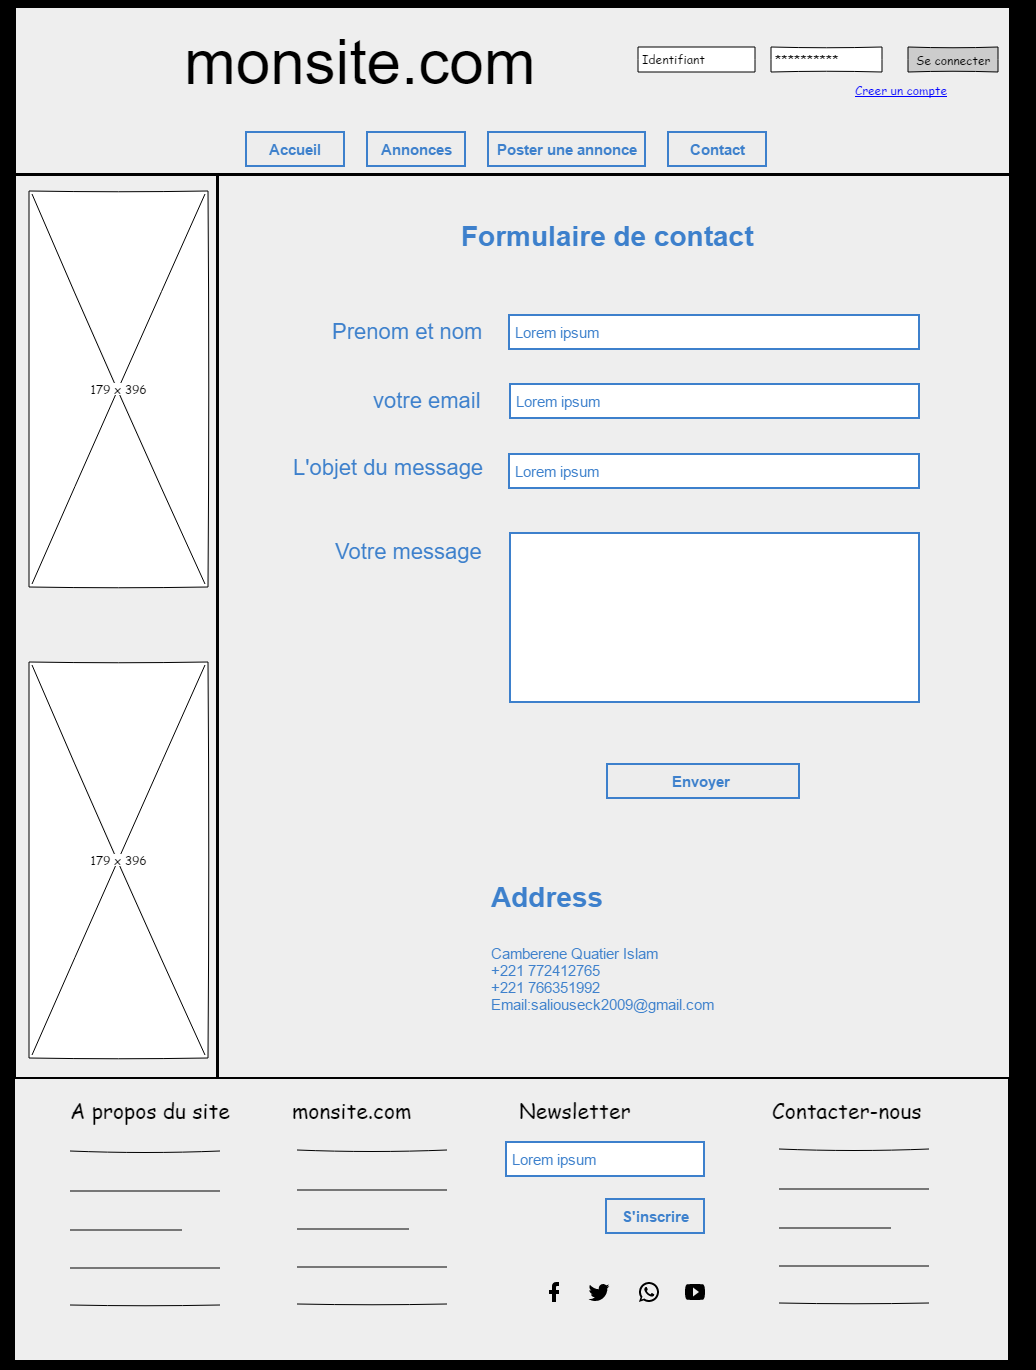 monsite.com
Identifiant
**********
Se connecter
Creer un compte
Accueil
Annonces
Poster une annonce
Contact
179 x 396
179 x 396
Formulaire de contact
Prenom et nom
Lorem ipsum
votre email
Lorem ipsum
L'objet du message
Lorem ipsum
Votre message
Envoyer
Address
Camberene Quatier Islam
+221 772412765
+221 766351992
Email:saliouseck2009@gmail.com
A propos du site
monsite.com
Newsletter
Lorem ipsum
S'inscrire
Contacter-nous